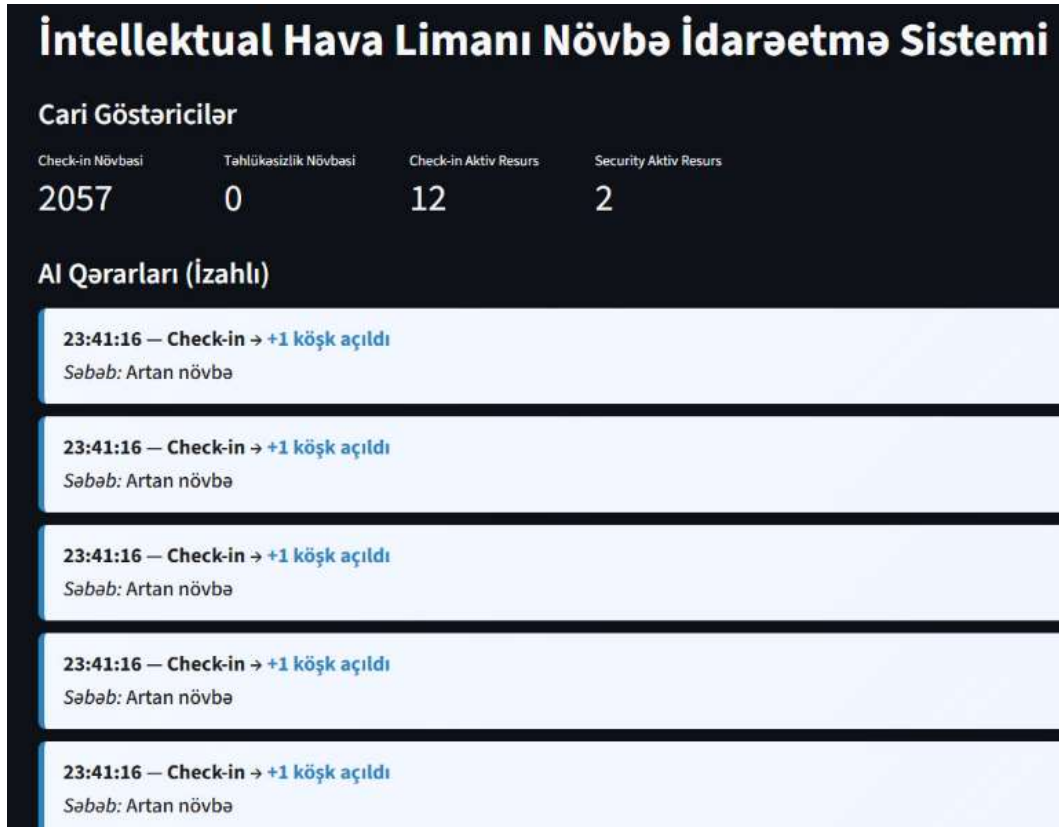 İntellektual Hava Limanı Növbə İdarəetmə Sistemi
Cari Göstəricilər
Check-in Növbəsi Təhlükəsizlik Növbəsi Check-in Aktiv Resurs Security Aktiv Resurs
2057 0 12 2
AI Qərarları (İzahlı)
23:41:16 — Check-in → +1 köşk açıldı
Səbəb: Artan növbə
23:41:16 — Check-in → +1 köşk açıldı
Səbəb: Artan növbə
23:41:16 — Check-in → +1 köşk açıldı
Səbəb: Artan növbə
23:41:16 — Check-in → +1 köşk açıldı
Səbəb: Artan növbə
23:41:16 — Check-in → +1 köşk açıldı
Səbəb: Artan növbə